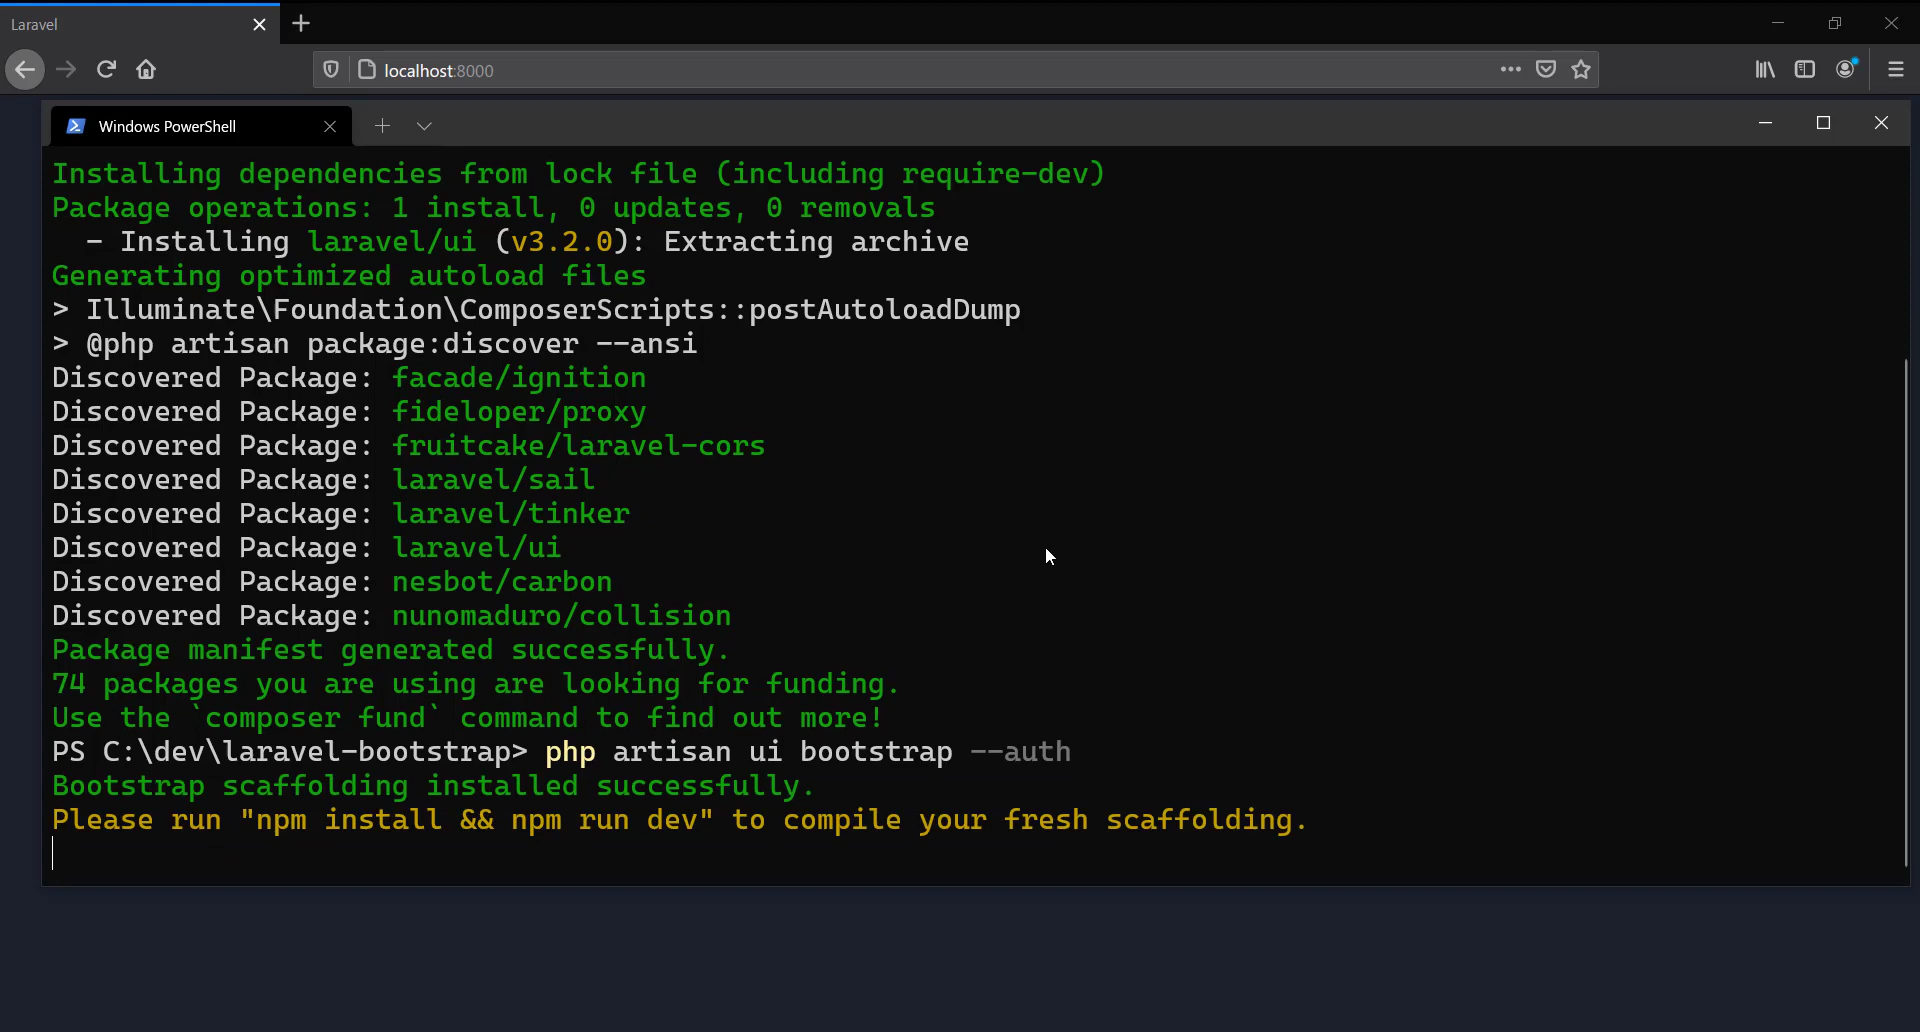 Laravel
localhost:8000
Windows PowerShell
Installing dependencies from lock file (including require-dev)
Package operations: 1 install, 0 updates, 0 removals
  - Installing laravel/ui (v3.2.0): Extracting archive
Generating optimized autoload files
> Illuminate\Foundation\ComposerScripts::postAutoloadDump
> @php artisan package:discover --ansi
Discovered Package: facade/ignition
Discovered Package: fideloper/proxy
Discovered Package: fruitcake/laravel-cors
Discovered Package: laravel/sail
Discovered Package: laravel/tinker
Discovered Package: laravel/ui
Discovered Package: nesbot/carbon
Discovered Package: nunomaduro/collision
Package manifest generated successfully.
74 packages you are using are looking for funding.
Use the `composer fund` command to find out more!
PS C:\dev\laravel-bootstrap> php artisan ui bootstrap --auth
Bootstrap scaffolding installed successfully.
Please run "npm install && npm run dev" to compile your fresh scaffolding.